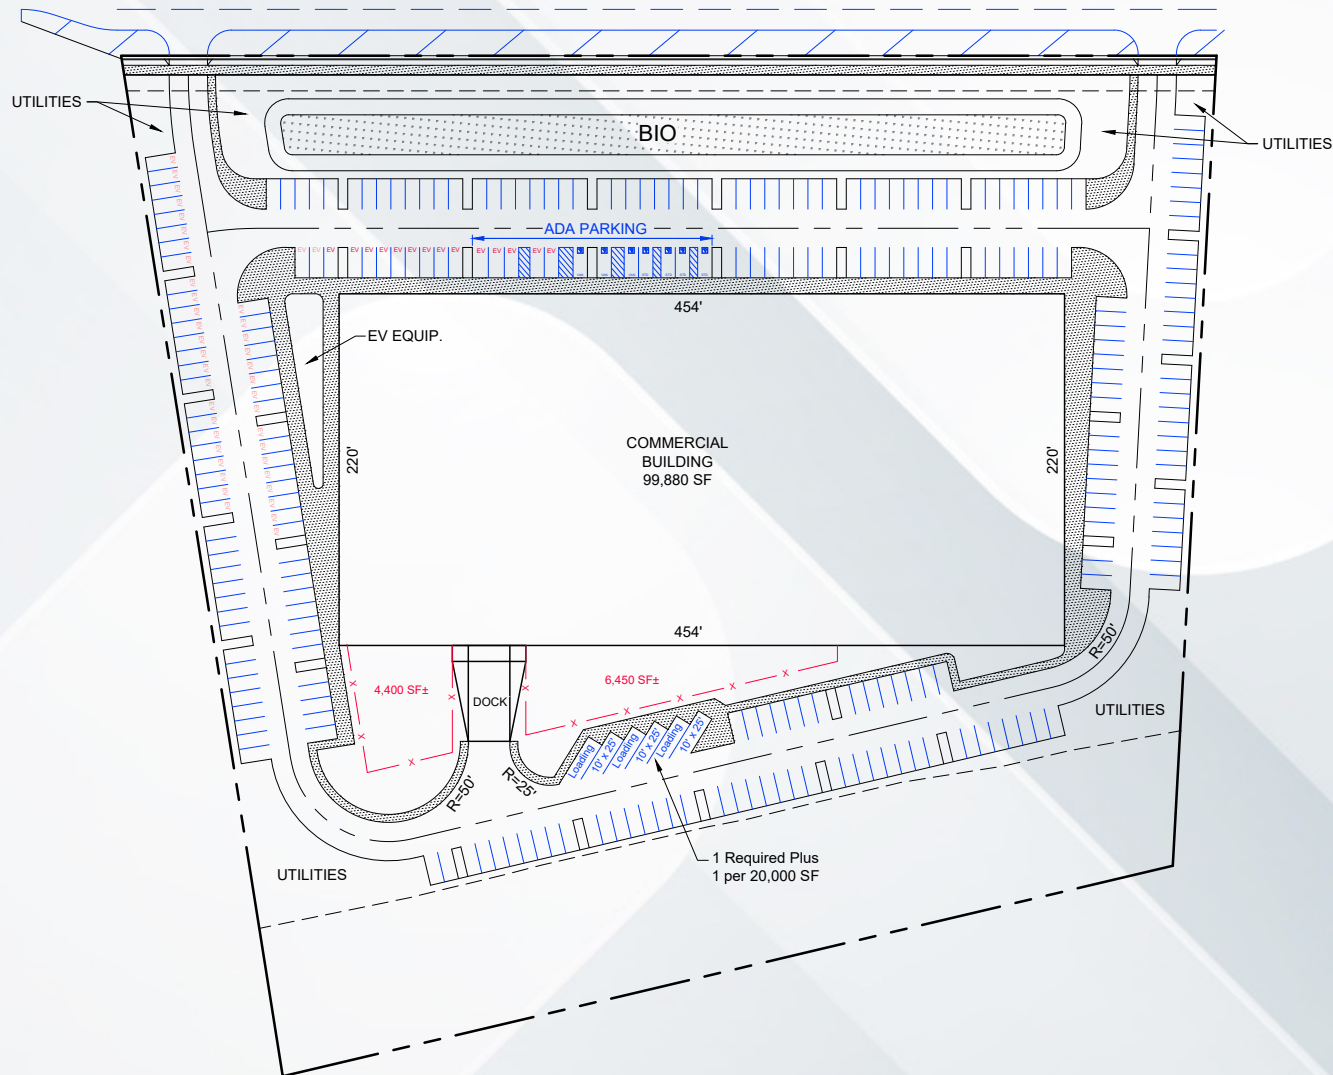 UTILITIES
BIO
UTILITIES
ADA PARKING
EV EV EV EV EV EV EV EV EV EV EV
EV EV EV EV EV
454'
EV EQUIP.
220'
COMMERCIAL
BUILDING
99,880 SF
220'
454'
4,400 SF±
DOCK
6,450 SF±
R=50'
R=25'
Loading
10' x 25'
Loading
10' x 25'
Loading
10' x 25'
R=50'
UTILITIES
1 Required Plus
1 per 20,000 SF
UTILITIES